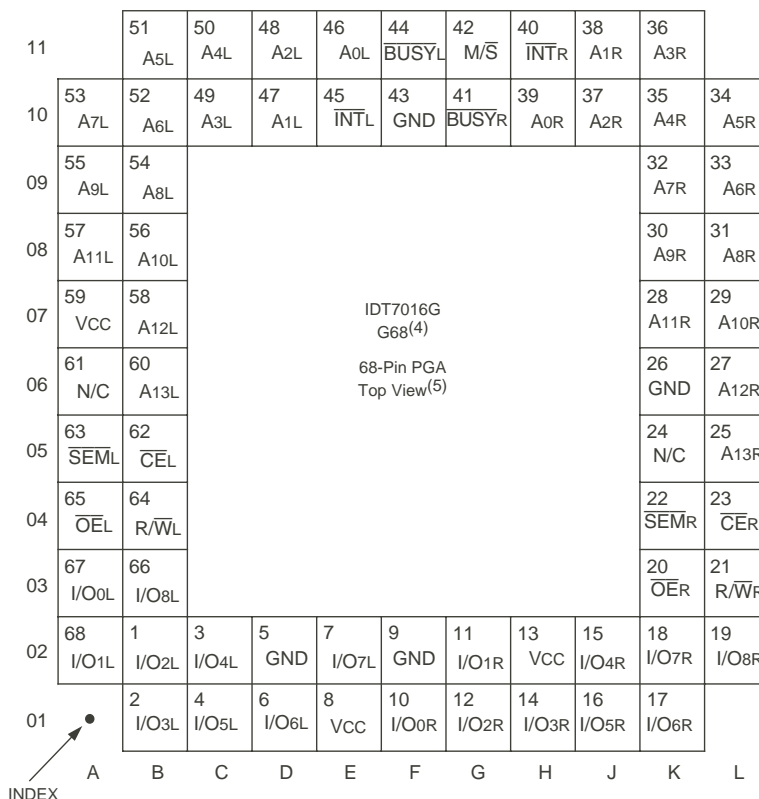 51 50 48 46 44 42 40 38 36
11 A5L A4L A2L A0L BUSYL M/S INTR A1R A3R
53 52 49 47 45 43 41 39 37 35 34
10 A7L A6L A3L A1L INTL GND BUSYR A0R A2R A4R A5R
55 54 32 33
09 A9L A8L A7R A6R
57 56 30 31
08 A11L A10L A9R A8R
59 58 28 29
07 VCC A12L IDT7016G A11R A10R
G68(4)
61 60 68-Pin PGA 26 27
06 N/C A13L Top View(5) GND A12R
63 62 24 25
05 SEML CEL N/C A13R
65 64 22 23
04 OEL R/WL SEMR CER
67 66 20 21
03 I/O0L I/O8L OER R/WR
68 1 3 5 7 9 11 13 15 18 19
02 I/O1L I/O2L I/O4L GND I/O7L GND I/O1R VCC I/O4R I/O7R I/O8R
2 4 6 8 10 12 14 16 17
01 I/O3L I/O5L I/O6L VCC I/O0R I/O2R I/O3R I/O5R I/O6R
A B C D E F G H J K L
INDEX